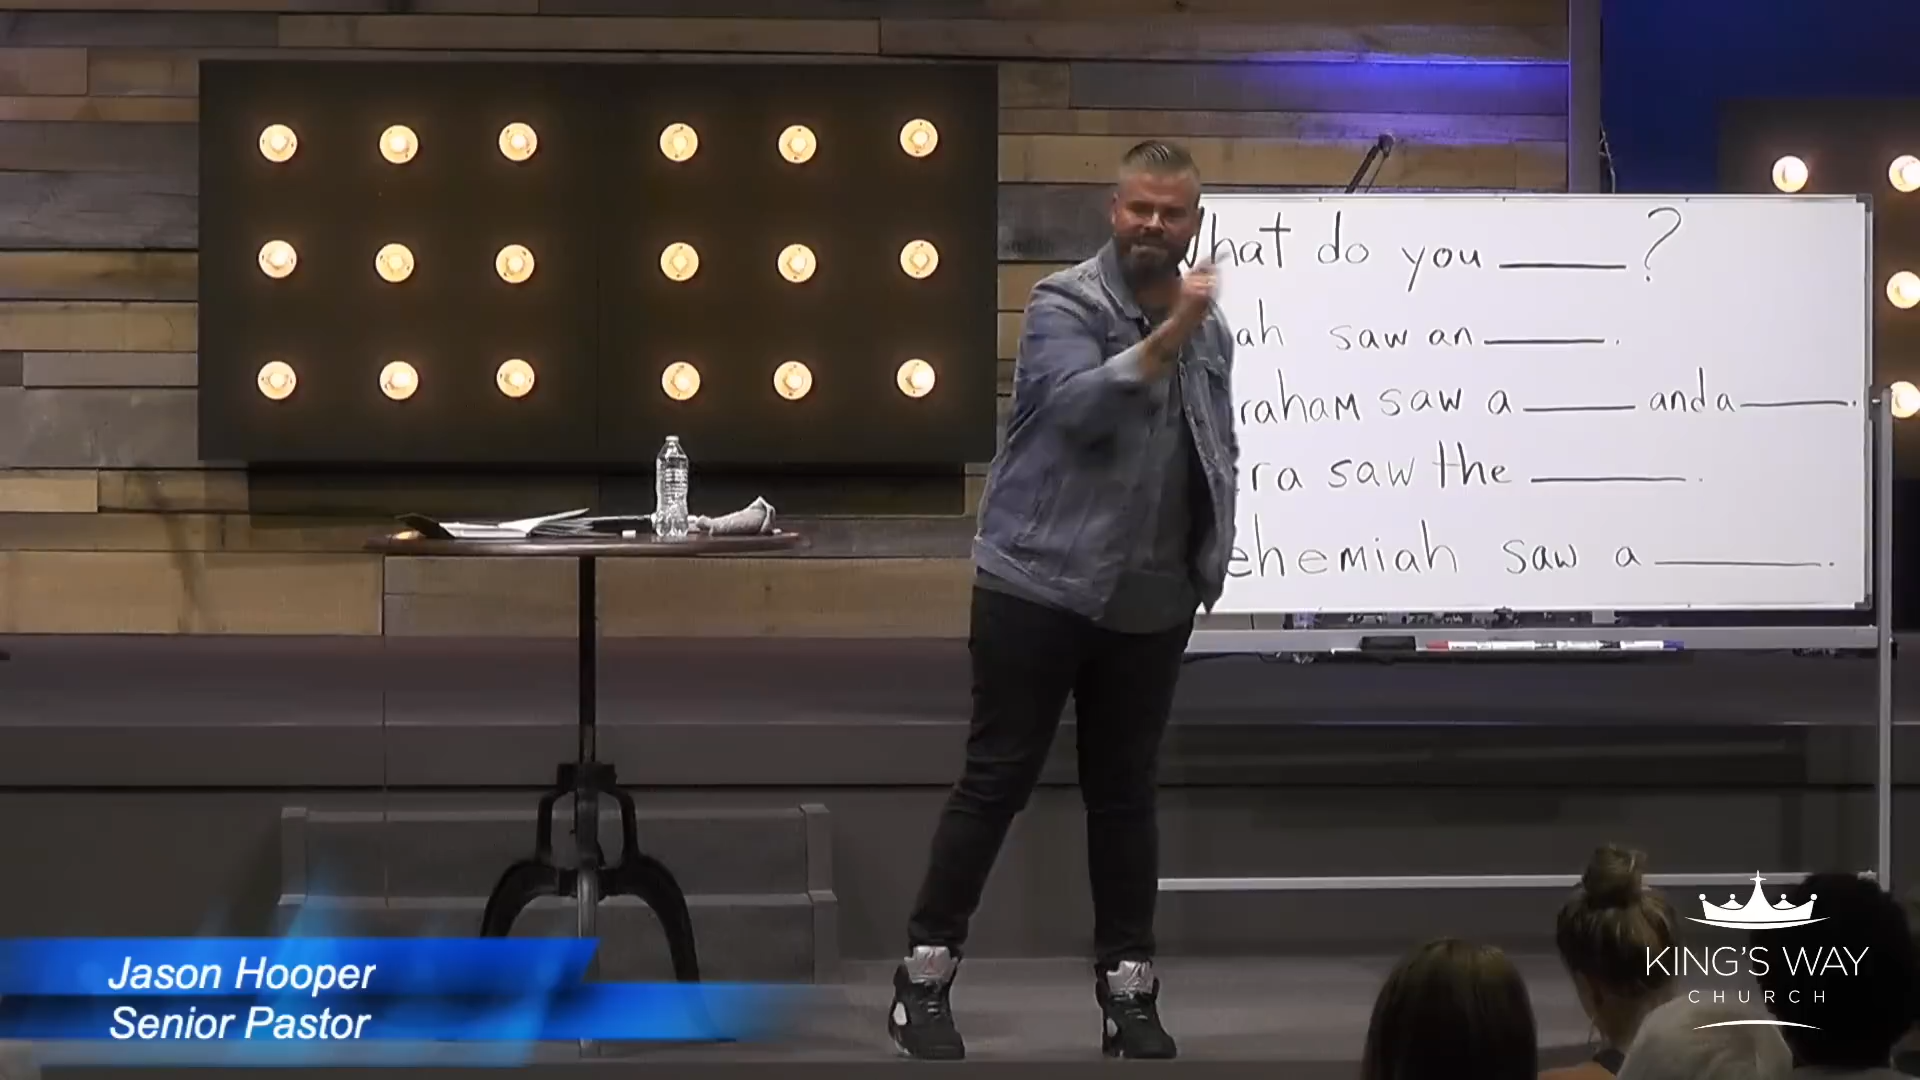 What do you ____ ?
ah saw an ____ .
raham saw a ____ and a ____ .
ra saw the ____ .
ehemiah saw a ____ .
Jason Hooper
Senior Pastor
KING'S WAY
CHURCH